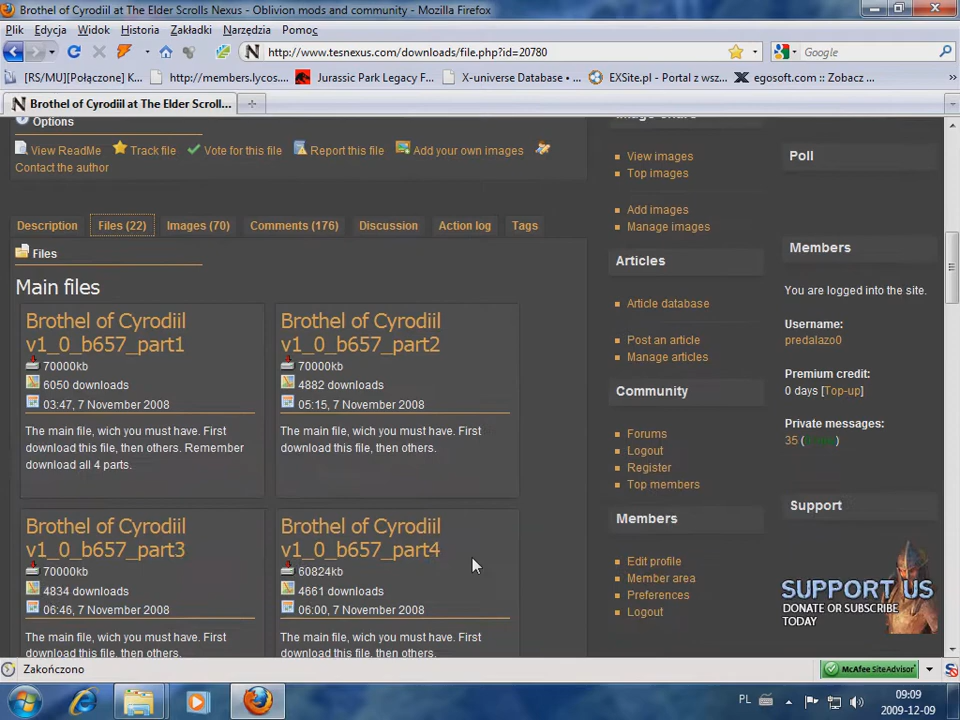 Brothel of Cyrodiil at The Elder Scrolls Nexus - Oblivion mods and community - Mozilla Firefox
Plik Edycja Widok Historia Zakładki Narzędzia Pomoc
http://www.tesnexus.com/downloads/file.php?id=20780
Google
[RS/MU][Połączone] K... http://members.lycos... Jurassic Park Legacy F... X-universe Database •... EXSite.pl - Portal z wsz... egosoft.com :: Zobacz ...
Brothel of Cyrodiil at The Elder Scroll...
Options
View ReadMe Track file Vote for this file Report this file Add your own images
Contact the author
Description Files (22) Images (70) Comments (176) Discussion Action log Tags
Files
Main files
Brothel of Cyrodiil
v1_0_b657_part1
70000kb
6050 downloads
03:47, 7 November 2008
The main file, wich you must have. First
download this file, then others. Remember
download all 4 parts.
Brothel of Cyrodiil
v1_0_b657_part2
70000kb
4882 downloads
05:15, 7 November 2008
The main file, wich you must have. First
download this file, then others.
Brothel of Cyrodiil
v1_0_b657_part3
70000kb
4834 downloads
06:46, 7 November 2008
The main file, wich you must have. First
download this file, then others.
Brothel of Cyrodiil
v1_0_b657_part4
60824kb
4661 downloads
06:00, 7 November 2008
The main file, wich you must have. First
download this file, then others.
Image share
View images
Top images
Add images
Manage images
Articles
Article database
Post an article
Manage articles
Community
Forums
Logout
Register
Top members
Members
Edit profile
Member area
Preferences
Logout
Poll
Members
You are logged into the site.
Username:
predalazo0
Premium credit:
0 days [Top-up]
Private messages:
35
Support
SUPPORT US
DONATE OR SUBSCRIBE
TODAY
Zakończono
McAfee SiteAdvisor
PL
09:09
2009-12-09